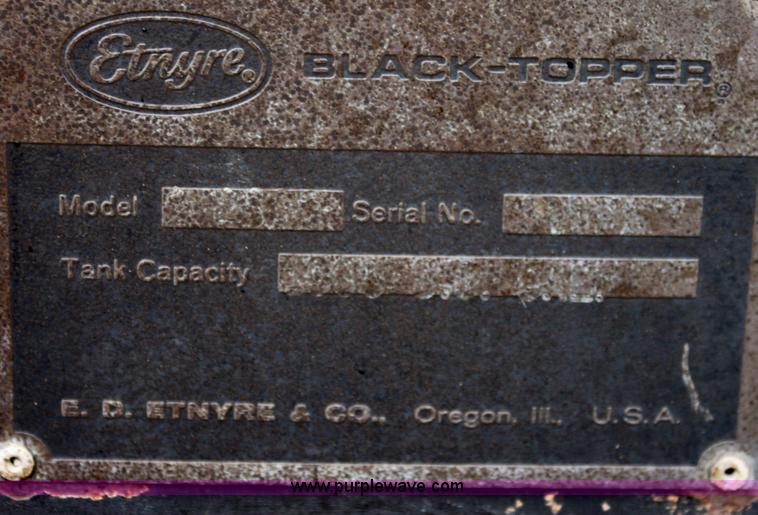 Etnyre® BLACK-TOPPER®
Model Serial No.
Tank Capacity
E. D. ETNYRE & CO., Oregon, Ill., U.S.A.
www.purplewave.com